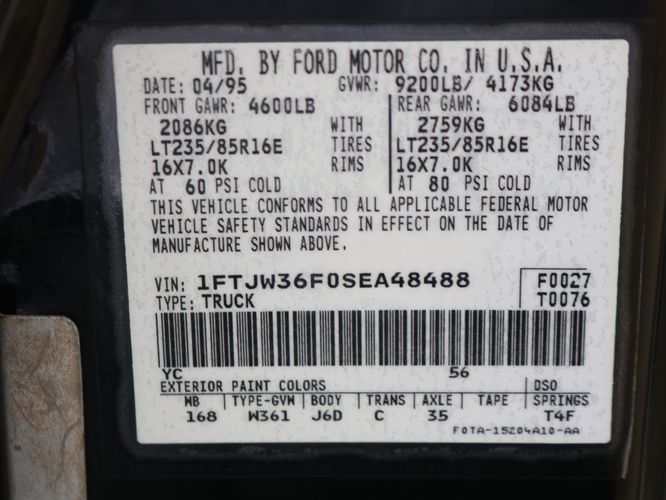 MFD. BY FORD MOTOR CO. IN U.S.A.
DATE: 04/95 GVWR: 9200LB/ 4173KG
FRONT GAWR: 4600LB REAR GAWR: 6084LB
2086KG WITH 2759KG WITH
LT235/85R16E TIRES LT235/85R16E TIRES
16X7.0K RIMS 16X7.0K RIMS
AT 60 PSI COLD AT 80 PSI COLD
THIS VEHICLE CONFORMS TO ALL APPLICABLE FEDERAL MOTOR
VEHICLE SAFETY STANDARDS IN EFFECT ON THE DATE OF
MANUFACTURE SHOWN ABOVE.
VIN: 1FTJW36F0SEA48488 F0027
TYPE: TRUCK T0076
YC 56
EXTERIOR PAINT COLORS DSO
WB TYPE-GVW BODY TRANS AXLE TAPE SPRINGS
168 W361 J6D C 35 T4F
F0TA-15204A10-AA